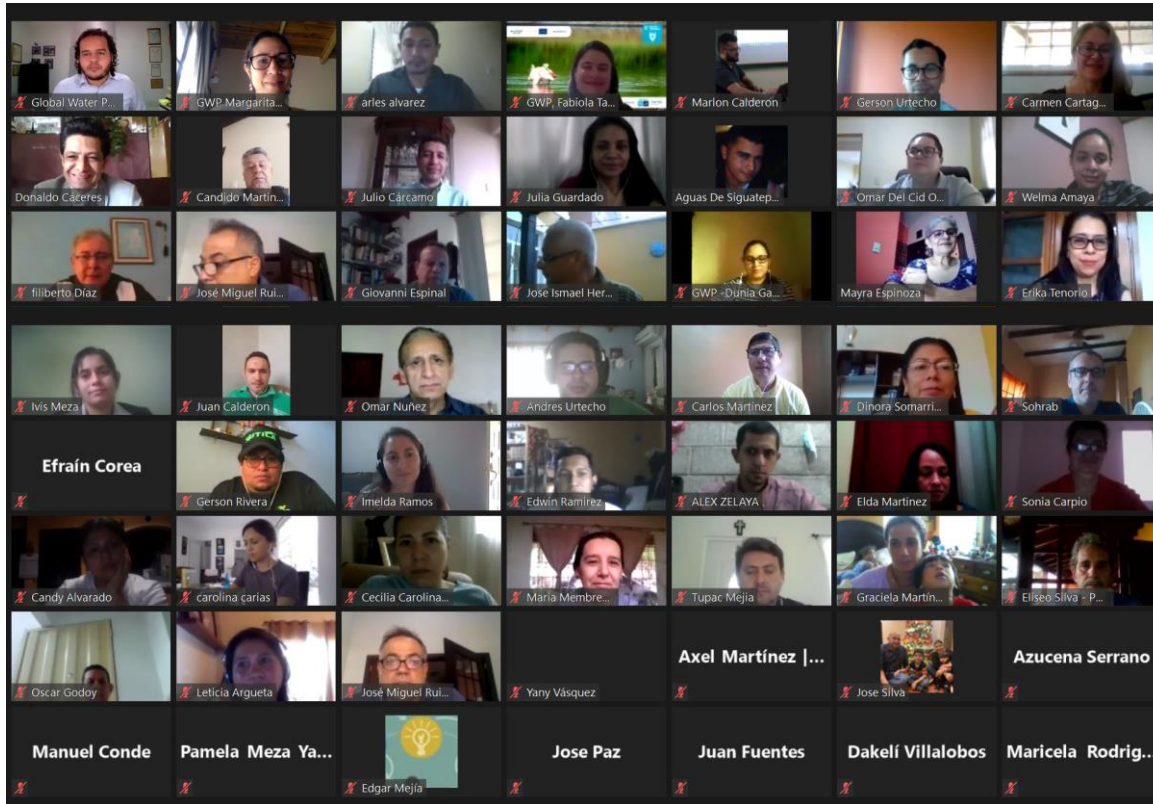 Global Water P...
GWP Margarita...
arles alvarez
GWP, Fabiola Ta...
Marlon Calderon
Gerson Urtecho
Carmen Cartag...
Donaldo Cáceres
Candido Martin...
Julio Cárcamo
Julia Guardado
Aguas De Siguatep...
Omar Del Cid O...
Welma Amaya
filiberto Díaz
José Miguel Rui...
Giovanni Espinal
Jose Ismael Her...
GWP -Dunia Ga...
Mayra Espinoza
Erika Tenorio
Ivis Meza
Juan Calderon
Omar Nuñez
Andres Urtecho
Carlos Martinez
Dinora Somarri...
Sohrab
Efraín Corea
Gerson Rivera
Imelda Ramos
Edwin Ramirez
ALEX ZELAYA
Elda Martinez
Sonia Carpio
Candy Alvarado
carolina carias
Cecilia Carolina...
María Membre...
Tupac Mejia
Graciela Martín...
Eliseo Silva - P...
Oscar Godoy
Leticia Argueta
José Miguel Rui...
Yany Vásquez
Axel Martínez |...
Jose Silva
Azucena Serrano
Manuel Conde
Pamela Meza Ya...
Edgar Mejía
Jose Paz
Juan Fuentes
Dakelí Villalobos
Maricela Rodrig...